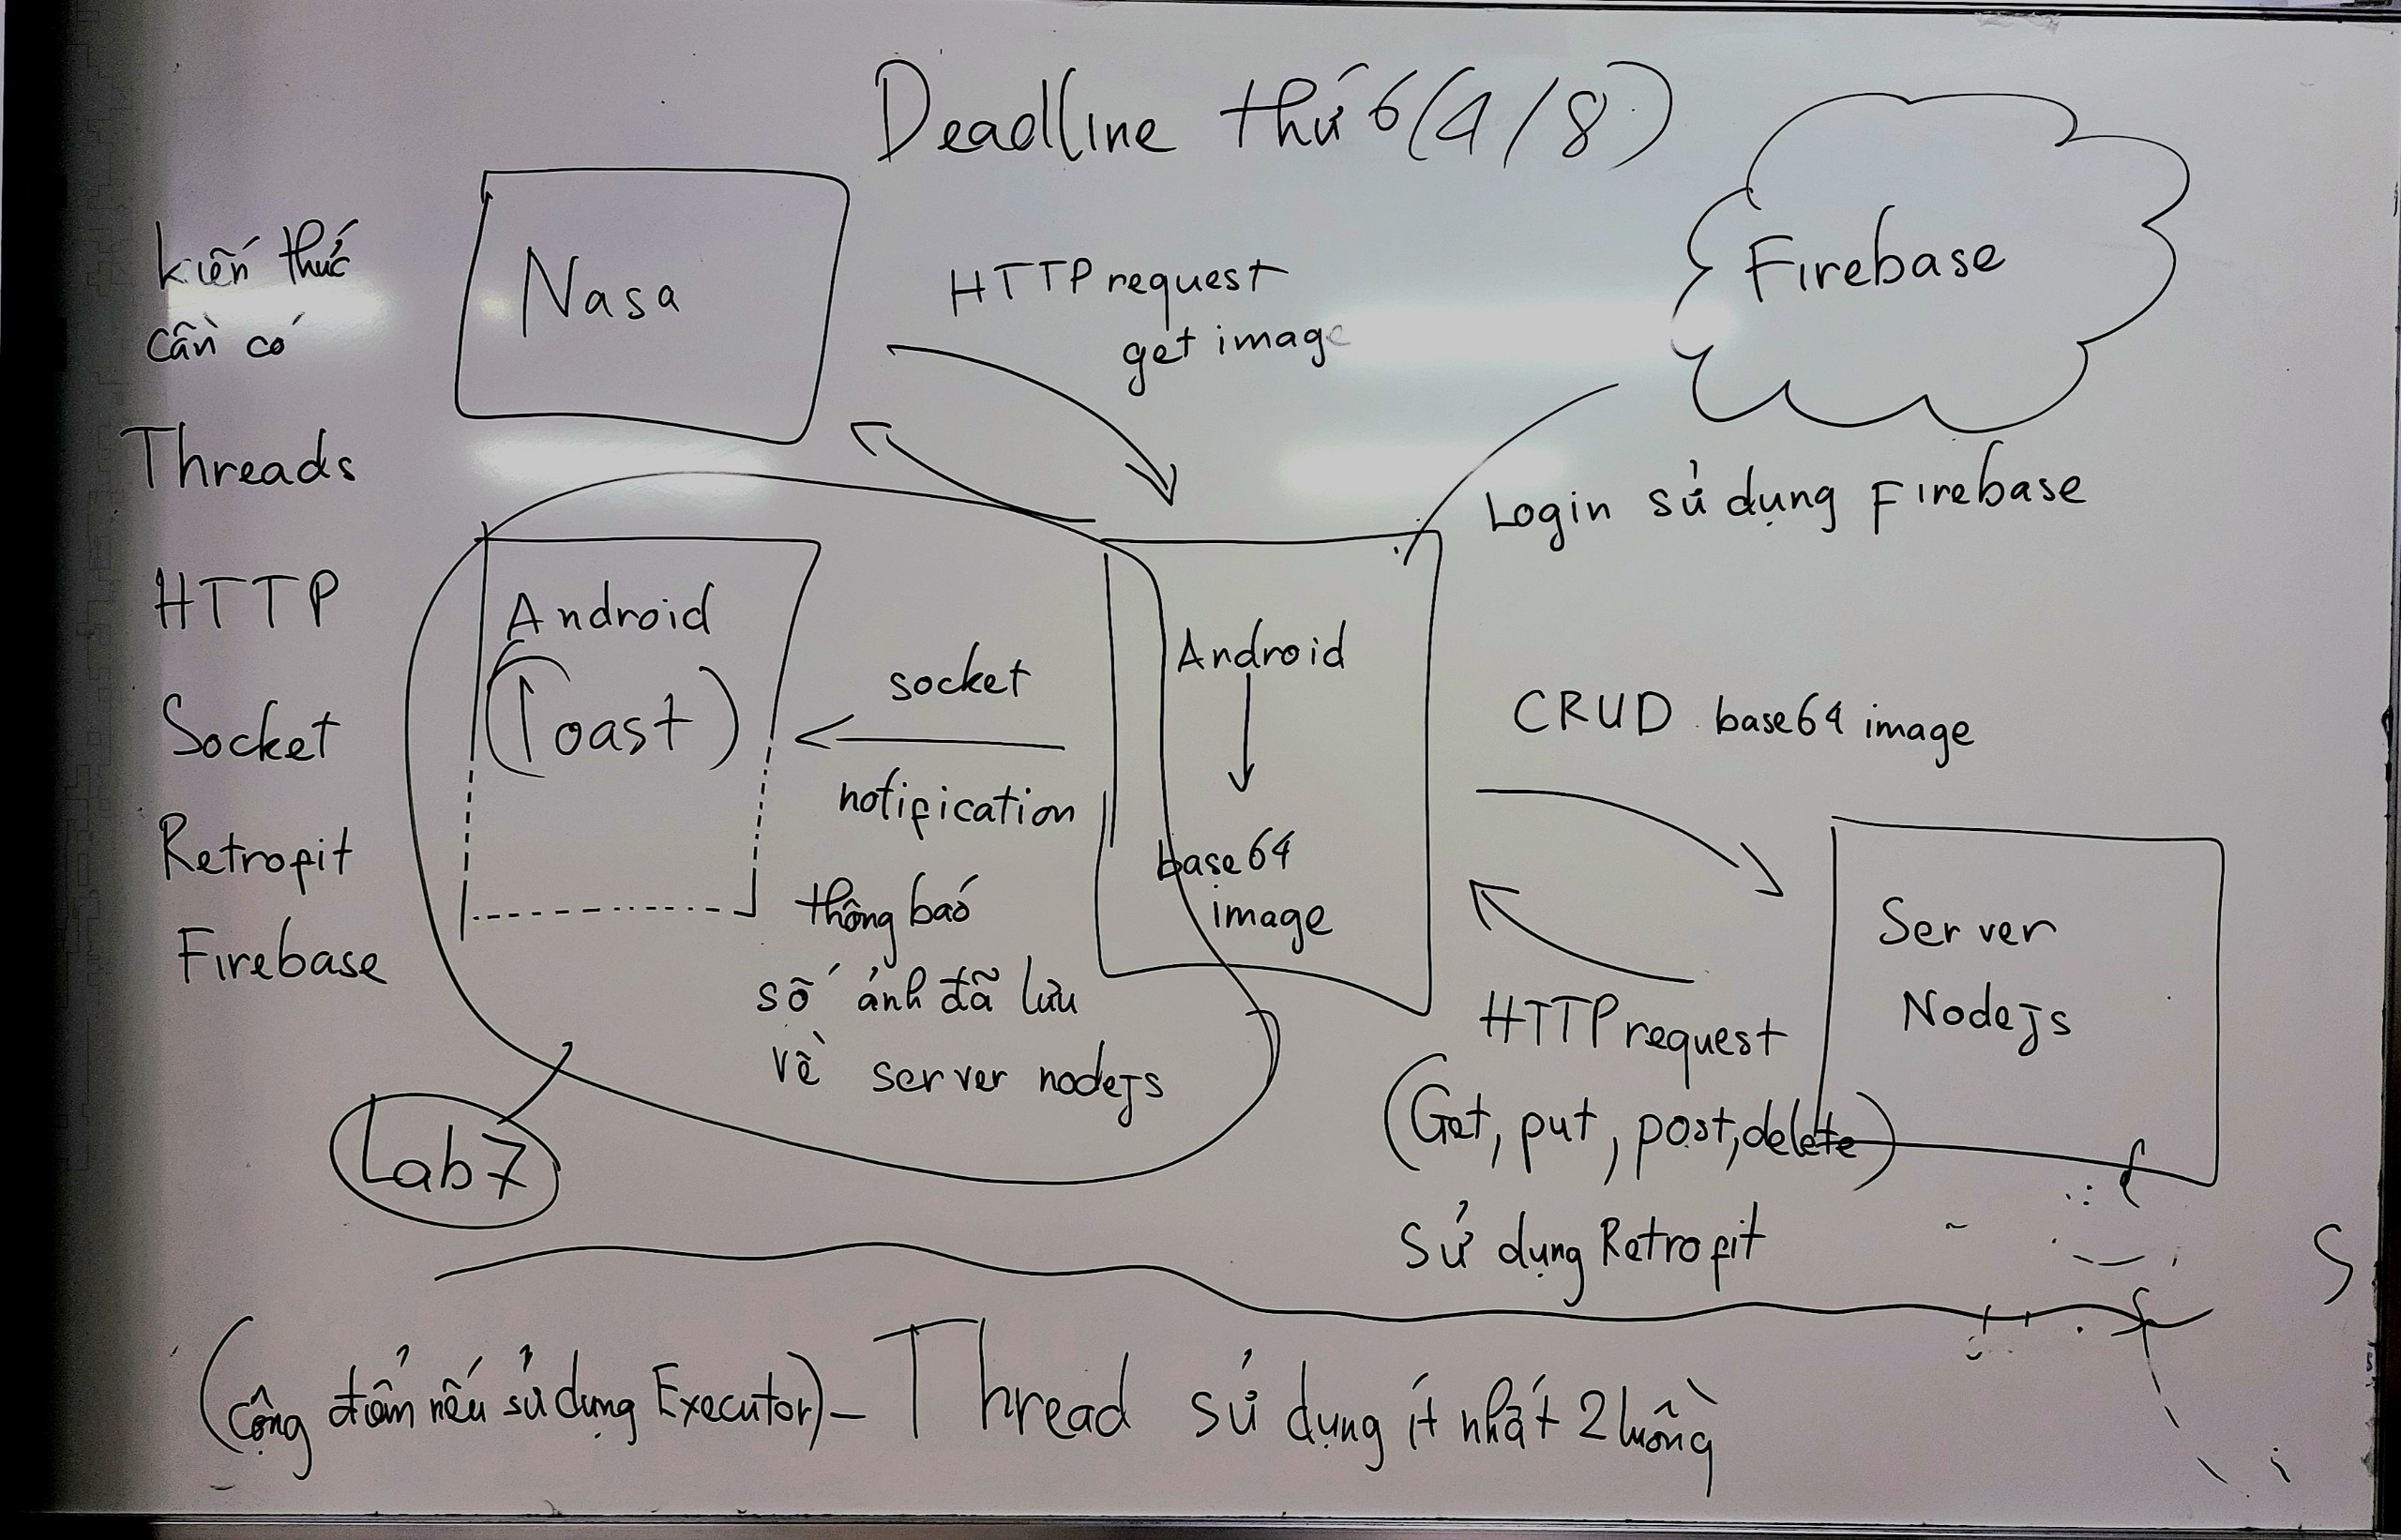 Deadline thứ 6 (4/8)
kiến thức
cần có
Threads
HTTP
Socket
Retrofit
Firebase
Nasa
HTTP request
get image
Firebase
Login sử dụng Firebase
Android
(Toast)
socket
notification
thông báo
số ảnh đã lưu
về server nodejs
Lab 7
Android
base64
image
CRUD base64 image
Server
Nodejs
HTTP request
(Get, put, post, delete)
sử dụng Retrofit
(cộng điểm nếu sử dụng Executor) - Thread sử dụng ít nhất 2 luồng